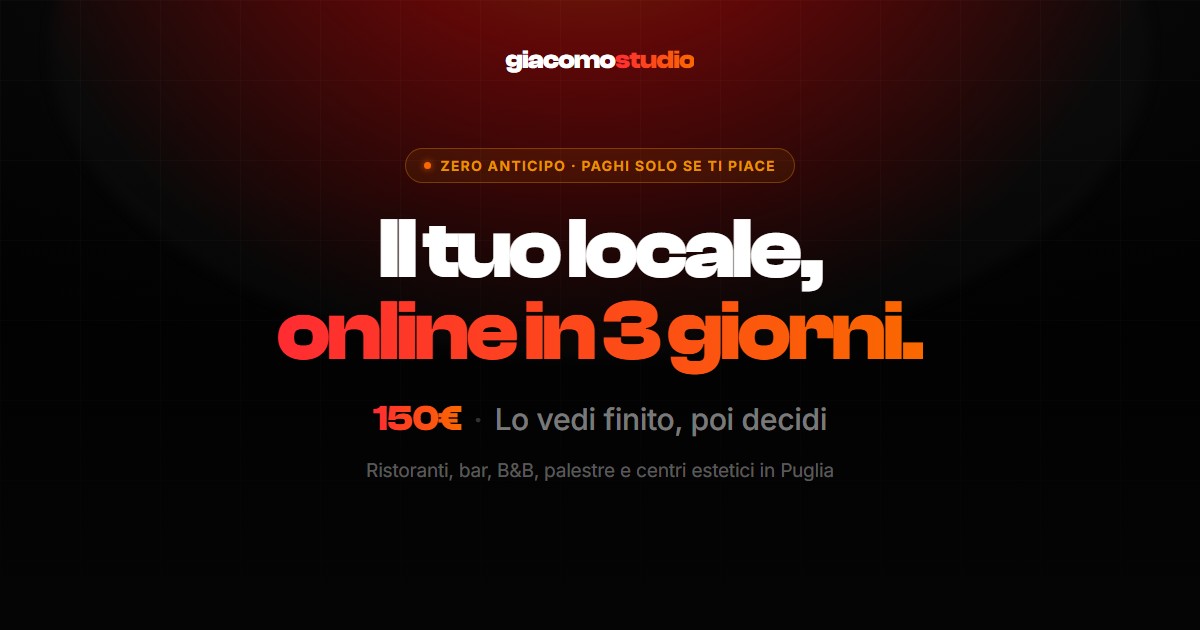 giacomostudio
ZERO ANTICIPO · PAGHI SOLO SE TI PIACE
Il tuo locale,
online in 3 giorni.
150€ · Lo vedi finito, poi decidi
Ristoranti, bar, B&B, palestre e centri estetici in Puglia